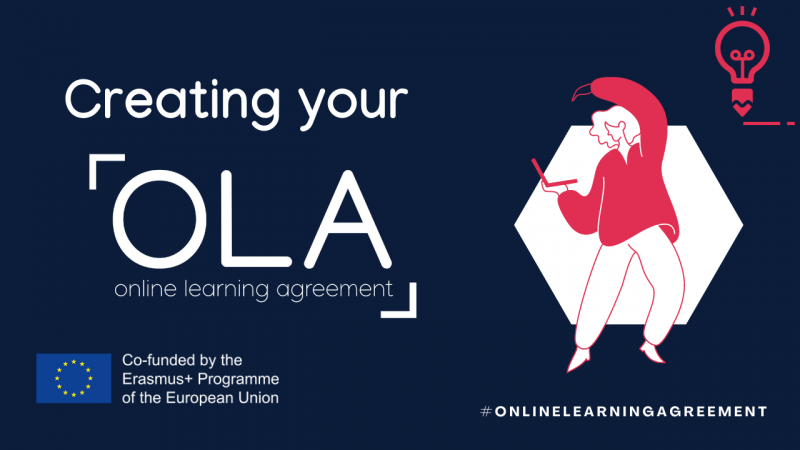 Creating your
OLA
online learning agreement
Co-funded by the
Erasmus+ Programme
of the European Union
#ONLINELEARNINGAGREEMENT